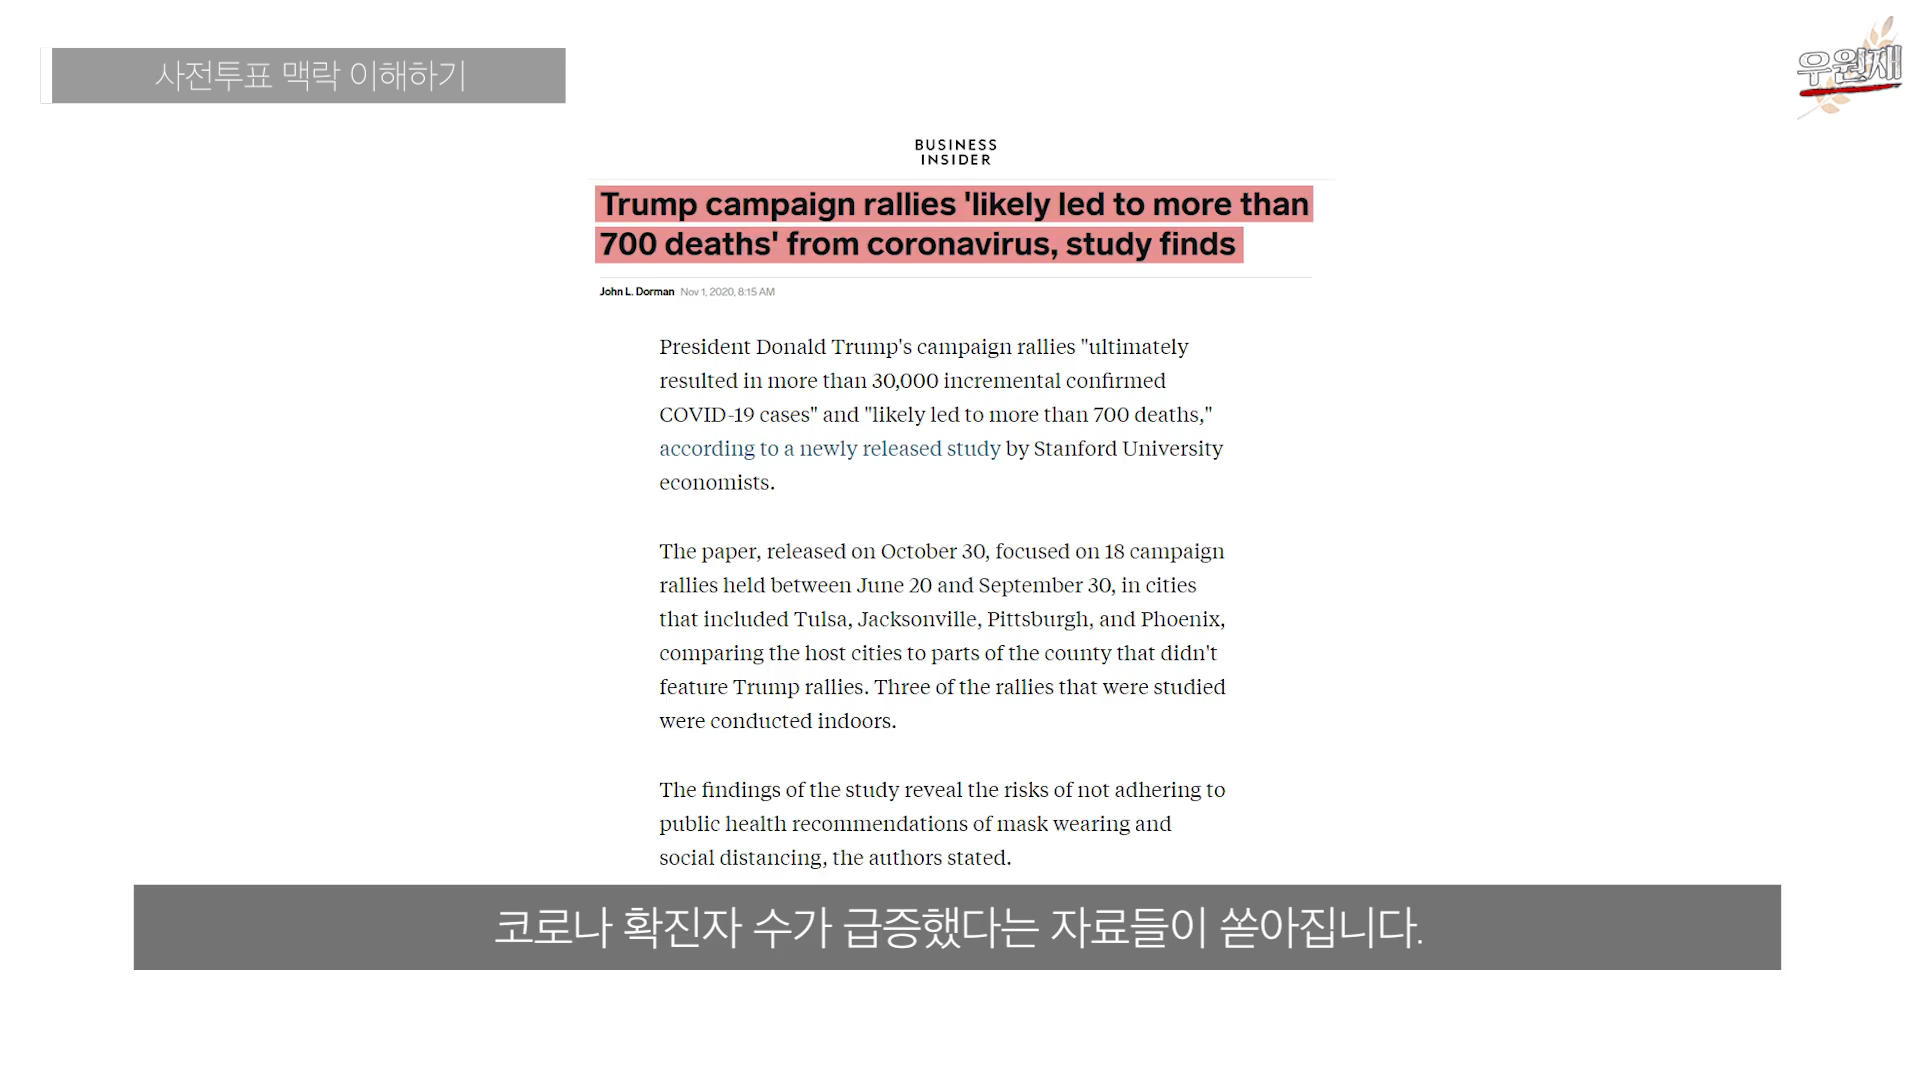 사전투표 맥락 이해하기
우원재
BUSINESS
INSIDER
Trump campaign rallies 'likely led to more than
700 deaths' from coronavirus, study finds
John L. Dorman Nov 1, 2020, 8:15 AM
President Donald Trump's campaign rallies "ultimately
resulted in more than 30,000 incremental confirmed
COVID-19 cases" and "likely led to more than 700 deaths,"
according to a newly released study by Stanford University
economists.
The paper, released on October 30, focused on 18 campaign
rallies held between June 20 and September 30, in cities
that included Tulsa, Jacksonville, Pittsburgh, and Phoenix,
comparing the host cities to parts of the county that didn't
feature Trump rallies. Three of the rallies that were studied
were conducted indoors.
The findings of the study reveal the risks of not adhering to
public health recommendations of mask wearing and
social distancing, the authors stated.
코로나 확진자 수가 급증했다는 자료들이 쏟아집니다.